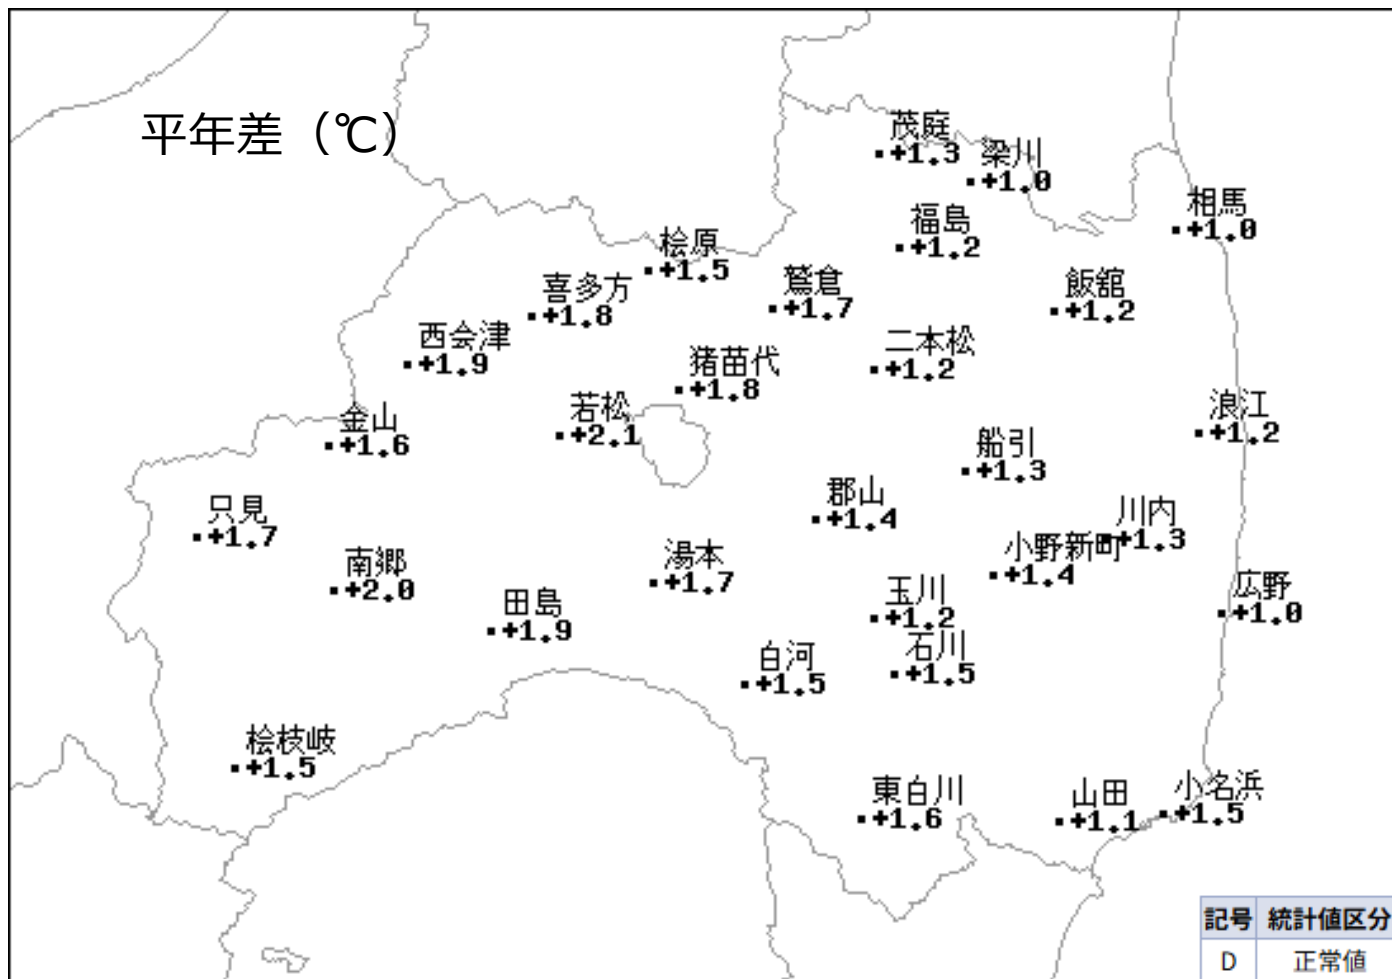 平年差（℃）
茂庭
+1.3
梁川
+1.0
相馬
+1.0
福島
+1.2
桧原
+1.5
鷲倉
+1.7
飯舘
+1.2
喜多方
+1.8
西会津
+1.9
二本松
+1.2
猪苗代
+1.8
金山
+1.6
若松
+2.1
浪江
+1.2
船引
+1.3
郡山
+1.4
只見
+1.7
川内
+1.3
小野新町
+1.4
南郷
+2.0
湯本
+1.7
広野
+1.0
田島
+1.9
玉川
+1.2
石川
+1.5
白河
+1.5
桧枝岐
+1.5
東白川
+1.6
山田
+1.1
小名浜
+1.5
記号 統計値区分
D 正常値